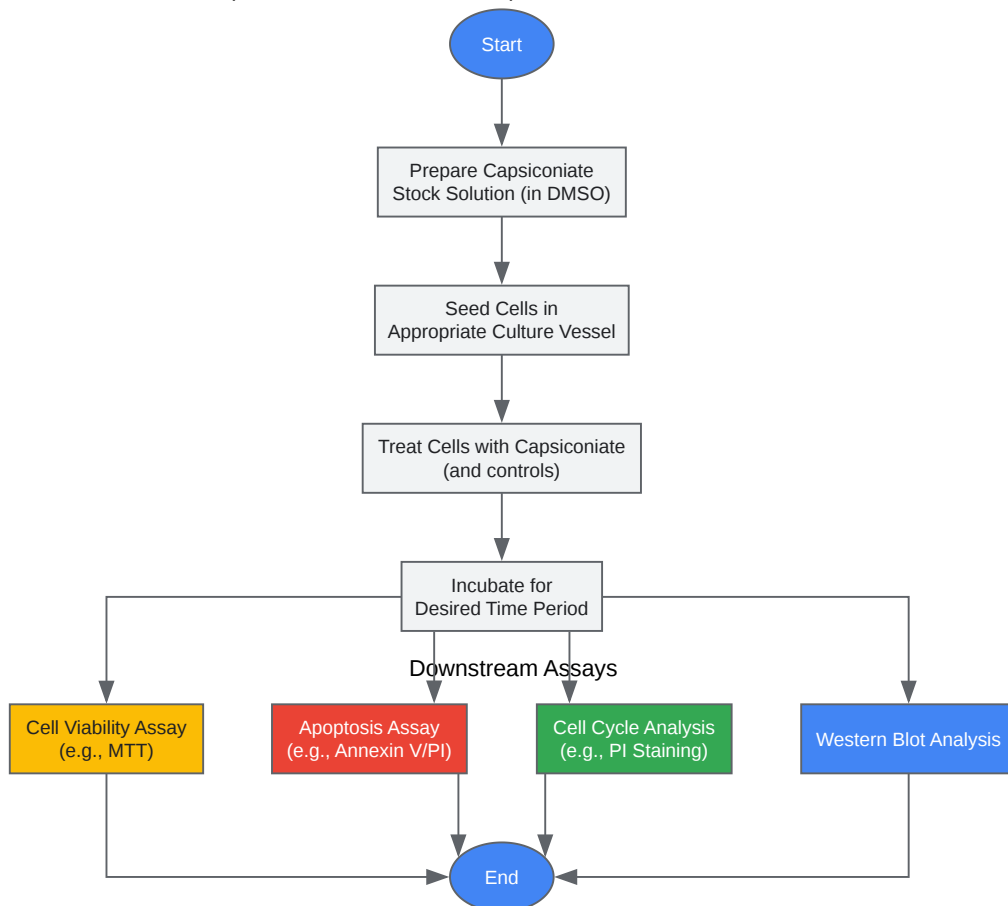 Start
Prepare Capsiconiate
Stock Solution (in DMSO)
Seed Cells in
Appropriate Culture Vessel
Treat Cells with Capsiconiate
(and controls)
Incubate for
Desired Time Period
Downstream Assays
Cell Viability Assay
(e.g., MTT)
Apoptosis Assay
(e.g., Annexin V/PI)
Cell Cycle Analysis
(e.g., PI Staining)
Western Blot Analysis
End